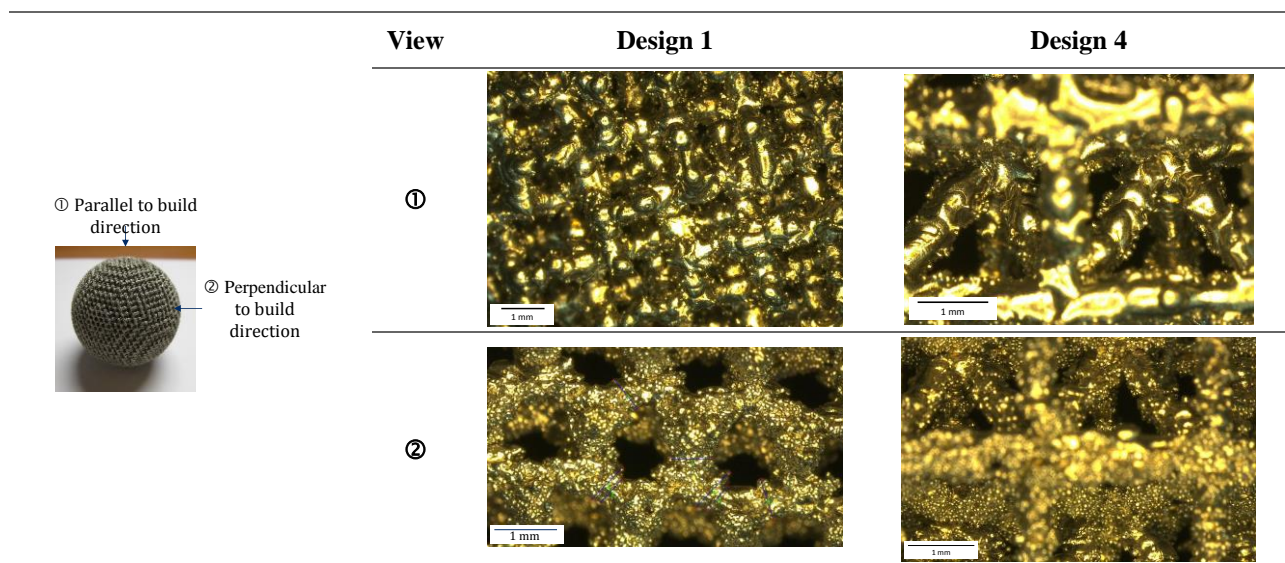 View Design 1 Design 4
① Parallel to build
direction
② Perpendicular
to build
direction
①
1 mm
1 mm
②
1 mm
1 mm